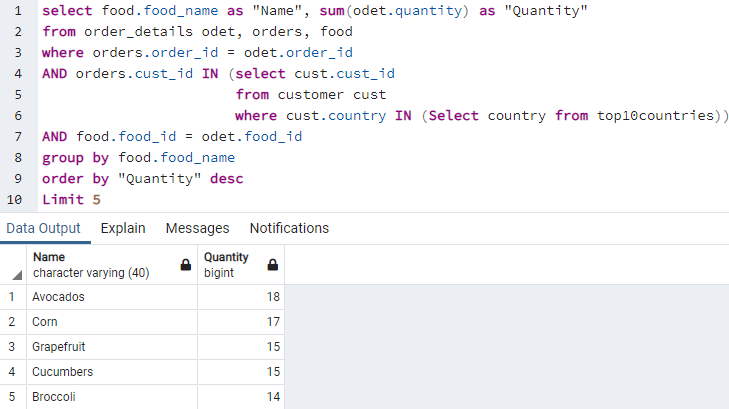 1 select food.food_name as "Name", sum(odet.quantity) as "Quantity"
2 from order_details odet, orders, food
3 where orders.order_id = odet.order_id
4 AND orders.cust_id IN (select cust.cust_id
5 from customer cust
6 where cust.country IN (Select country from top10countries))
7 AND food.food_id = odet.food_id
8 group by food.food_name
9 order by "Quantity" desc
10 Limit 5
Data Output Explain Messages Notifications
Name Quantity
character varying (40) bigint
1 Avocados 18
2 Corn 17
3 Grapefruit 15
4 Cucumbers 15
5 Broccoli 14